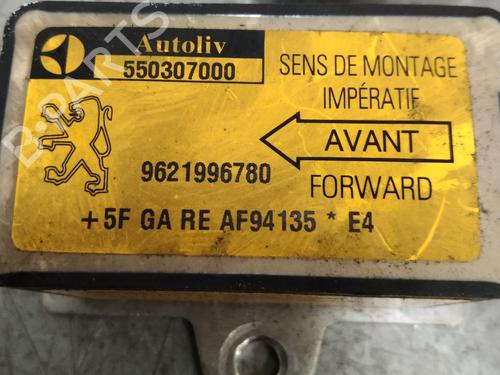 Autoliv
550307000
SENS DE MONTAGE
IMPÉRATIF
AVANT
9621996780
FORWARD
+5F GA RE AF94135 * E4
B-PARTS